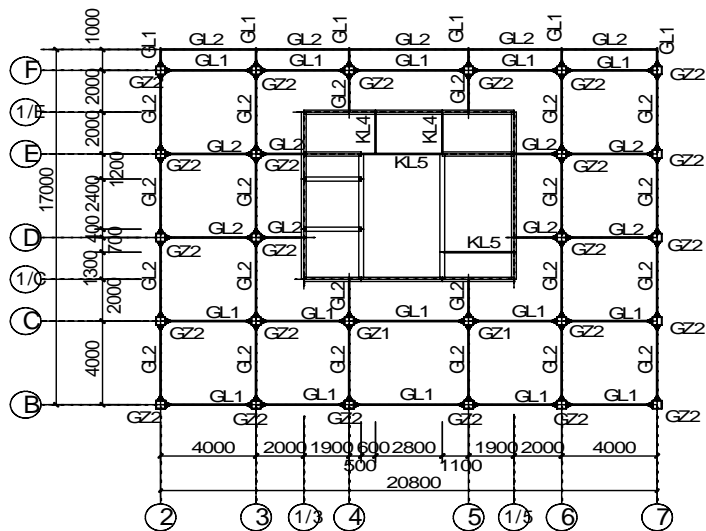 GL1 GL1 GL1 GL1
GL2 GL2 GL2 GL2 GL2
1000
GL1 GL1 GL1 GL1 GL1
F
GZ2 GZ2 GZ2 GZ2 GZ2 GZ2
2000 GL2 GL2 GL2 GL2 GL2 GL2
1/E
2000 KL4 KL4
GL2 GL2 GL2 GL2
E
GZ2 GZ2 KL5 GZ2 GZ2
1200
17000
2400 GL2 GL2 GL2 GL2
GL2 GL2 GL2 GL2
D
400
GZ2 GZ2 KL5 GZ2 GZ2
700
1/C
1300 GL2 GL2 GL2 GL2 GL2 GL2
2000
GL1 GL1 GL1 GL1 GL1
C
GZ2 GZ2 GZ1 GZ1 GZ2 GZ2
4000 GL2 GL2 GL2 GL2 GL2 GL2
GL1 GL1 GL1 GL1 GL1
B
GZ2 GZ2 GZ2 GZ2 GZ2 GZ2
4000 2000 1900 600 2800 1900 2000 4000
500 1100
20800
2 3 1/3 4 5 1/5 6 7